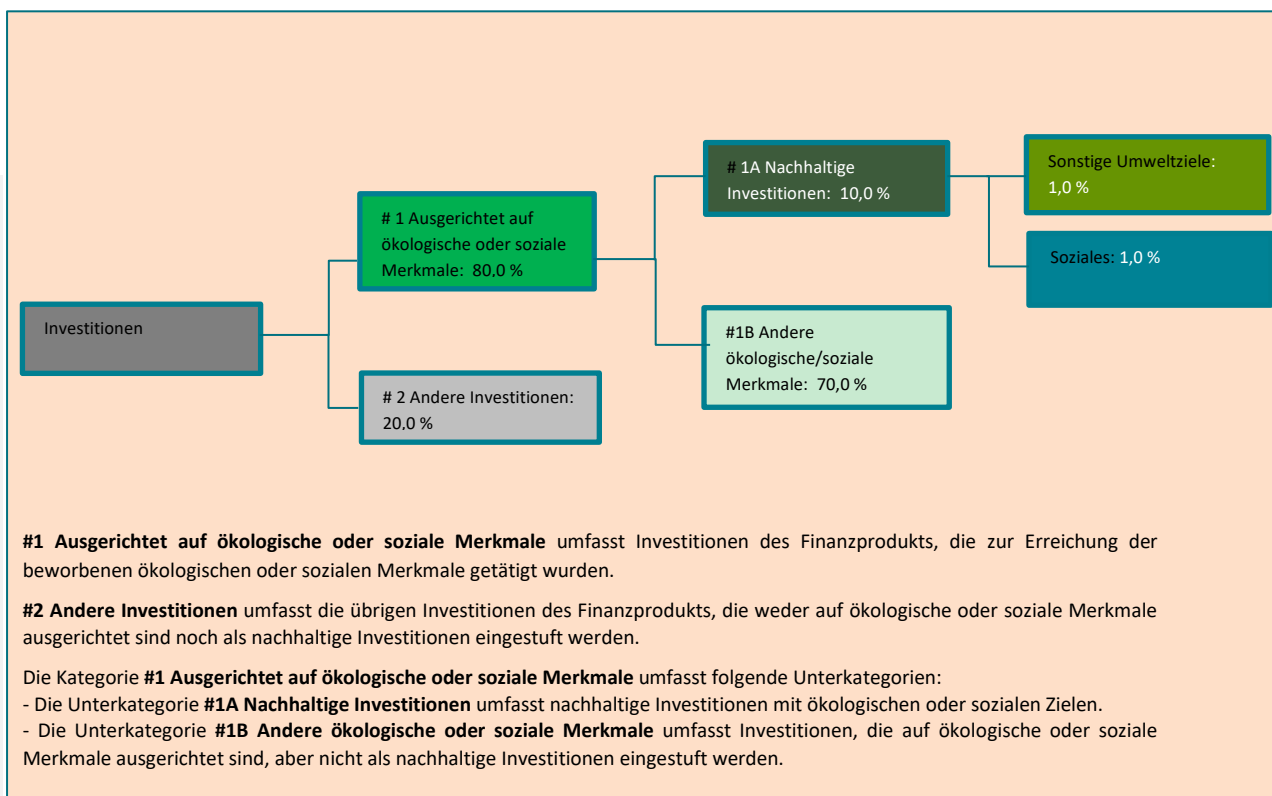 # 1A Nachhaltige
Investitionen: 10,0 %
Sonstige Umweltziele:
1,0 %
# 1 Ausgerichtet auf
ökologische oder soziale
Merkmale: 80,0 %
Soziales: 1,0 %
Investitionen
#1B Andere
ökologische/soziale
Merkmale: 70,0 %
# 2 Andere Investitionen:
20,0 %
#1 Ausgerichtet auf ökologische oder soziale Merkmale umfasst Investitionen des Finanzprodukts, die zur Erreichung der
beworbenen ökologischen oder sozialen Merkmale getätigt wurden.
#2 Andere Investitionen umfasst die übrigen Investitionen des Finanzprodukts, die weder auf ökologische oder soziale Merkmale
ausgerichtet sind noch als nachhaltige Investitionen eingestuft werden.
Die Kategorie #1 Ausgerichtet auf ökologische oder soziale Merkmale umfasst folgende Unterkategorien:
- Die Unterkategorie #1A Nachhaltige Investitionen umfasst nachhaltige Investitionen mit ökologischen oder sozialen Zielen.
- Die Unterkategorie #1B Andere ökologische oder soziale Merkmale umfasst Investitionen, die auf ökologische oder soziale
Merkmale ausgerichtet sind, aber nicht als nachhaltige Investitionen eingestuft werden.